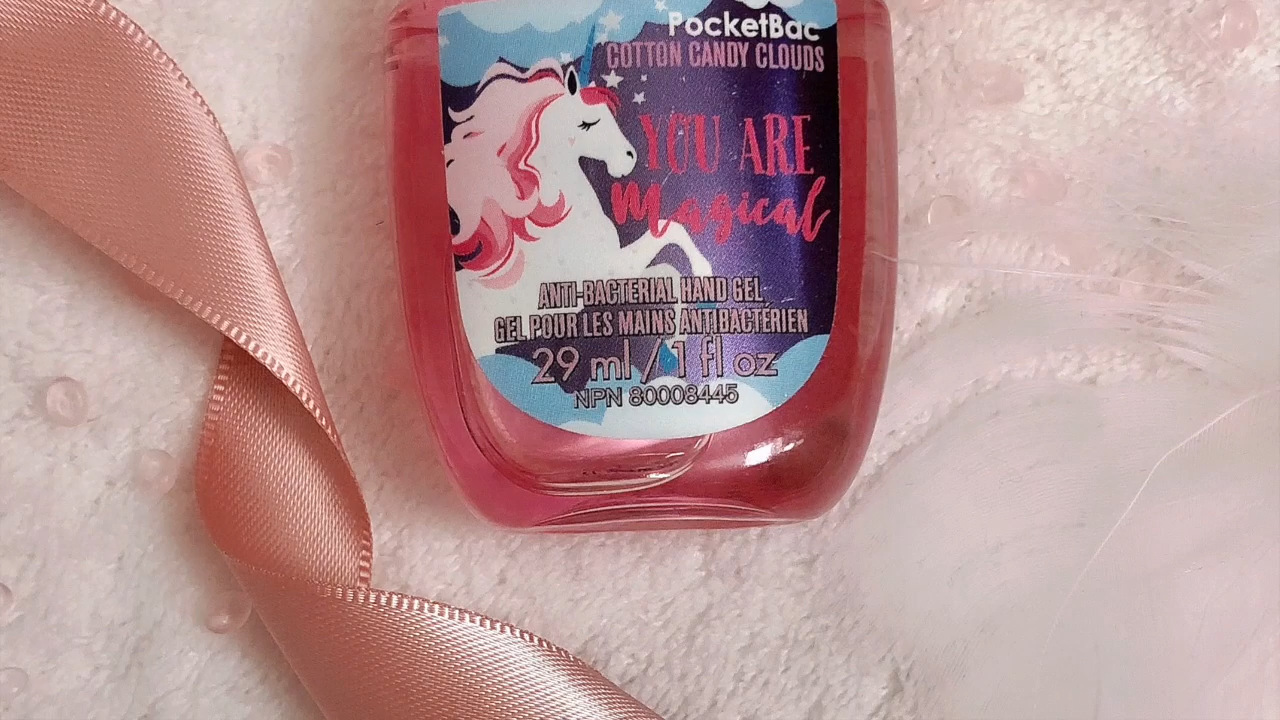 PocketBac
COTTON CANDY CLOUDS
YOU ARE
Magical
ANTI-BACTERIAL HAND GEL
GEL POUR LES MAINS ANTIBACTÉRIEN
29 ml / 1 fl oz
NPN 80008445